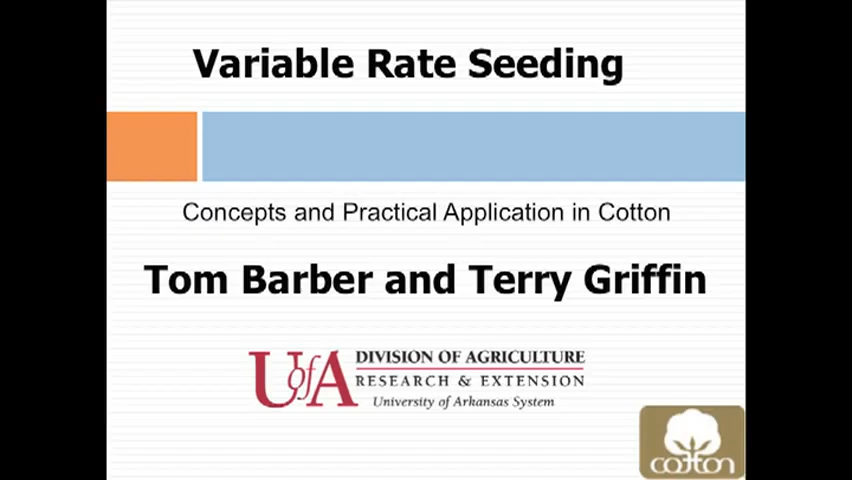 Variable Rate Seeding
Concepts and Practical Application in Cotton
Tom Barber and Terry Griffin
UofA DIVISION OF AGRICULTURE
RESEARCH & EXTENSION
University of Arkansas System
cotton